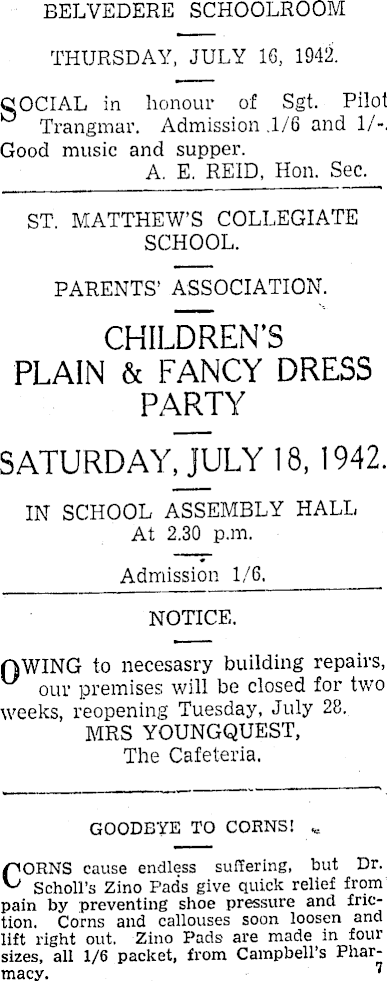 BELVEDERE SCHOOLROOM
THURSDAY, JULY 16, 1942.
SOCIAL in honour of Sgt. Pilot
Trangmar. Admission 1/6 and 1/-.
Good music and supper.
A. E. REID, Hon. Sec.
ST. MATTHEW'S COLLEGIATE
SCHOOL.
PARENTS' ASSOCIATION.
CHILDREN'S
PLAIN & FANCY DRESS
PARTY
SATURDAY, JULY 18, 1942.
IN SCHOOL ASSEMBLY HALL
At 2.30 p.m.
Admission 1/6.
NOTICE.
OWING to necesasry building repairs,
our premises will be closed for two
weeks, reopening Tuesday, July 28.
MRS YOUNGQUEST,
The Cafeteria.
GOODBYE TO CORNS!
CORNS cause endless suffering, but Dr.
Scholl's Zino Pads give quick relief from
pain by preventing shoe pressure and fric-
tion. Corns and callouses soon loosen and
lift right out. Zino Pads are made in four
sizes, all 1/6 packet, from Campbell's Phar-
macy. 7